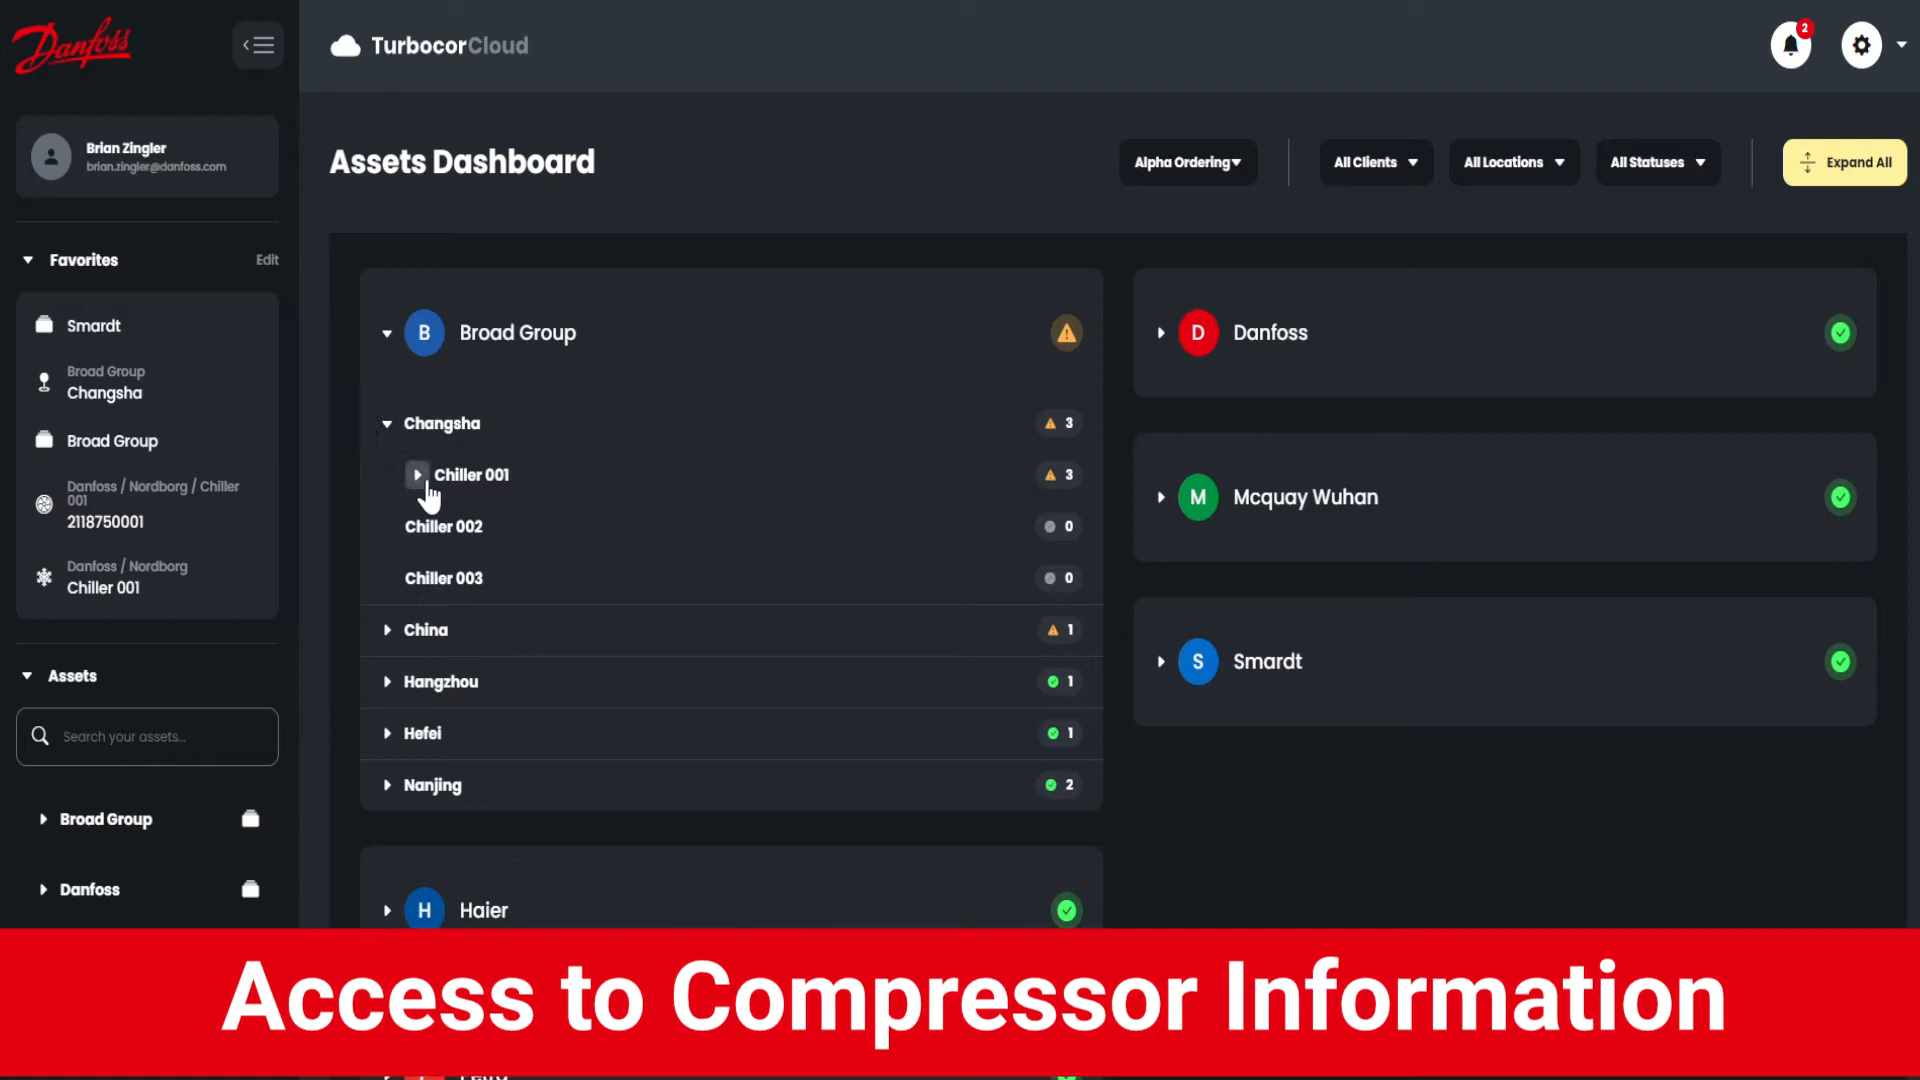 Danfoss
TurbocorCloud
2
Brian Zingler
brian.zingler@danfoss.com
Favorites
Edit
Smardt
Broad Group
Changsha
Broad Group
Danfoss / Nordborg / Chiller
001
2118750001
Danfoss / Nordborg
Chiller 001
Assets
Search your assets...
Broad Group
Danfoss
Assets Dashboard
Alpha Ordering
All Clients
All Locations
All Statuses
Expand All
B
Broad Group
Changsha
3
Chiller 001
3
Chiller 002
0
Chiller 003
0
China
1
Hangzhou
1
Hefei
1
Nanjing
2
H
Haier
D
Danfoss
M
Mcquay Wuhan
S
Smardt
Access to Compressor Information